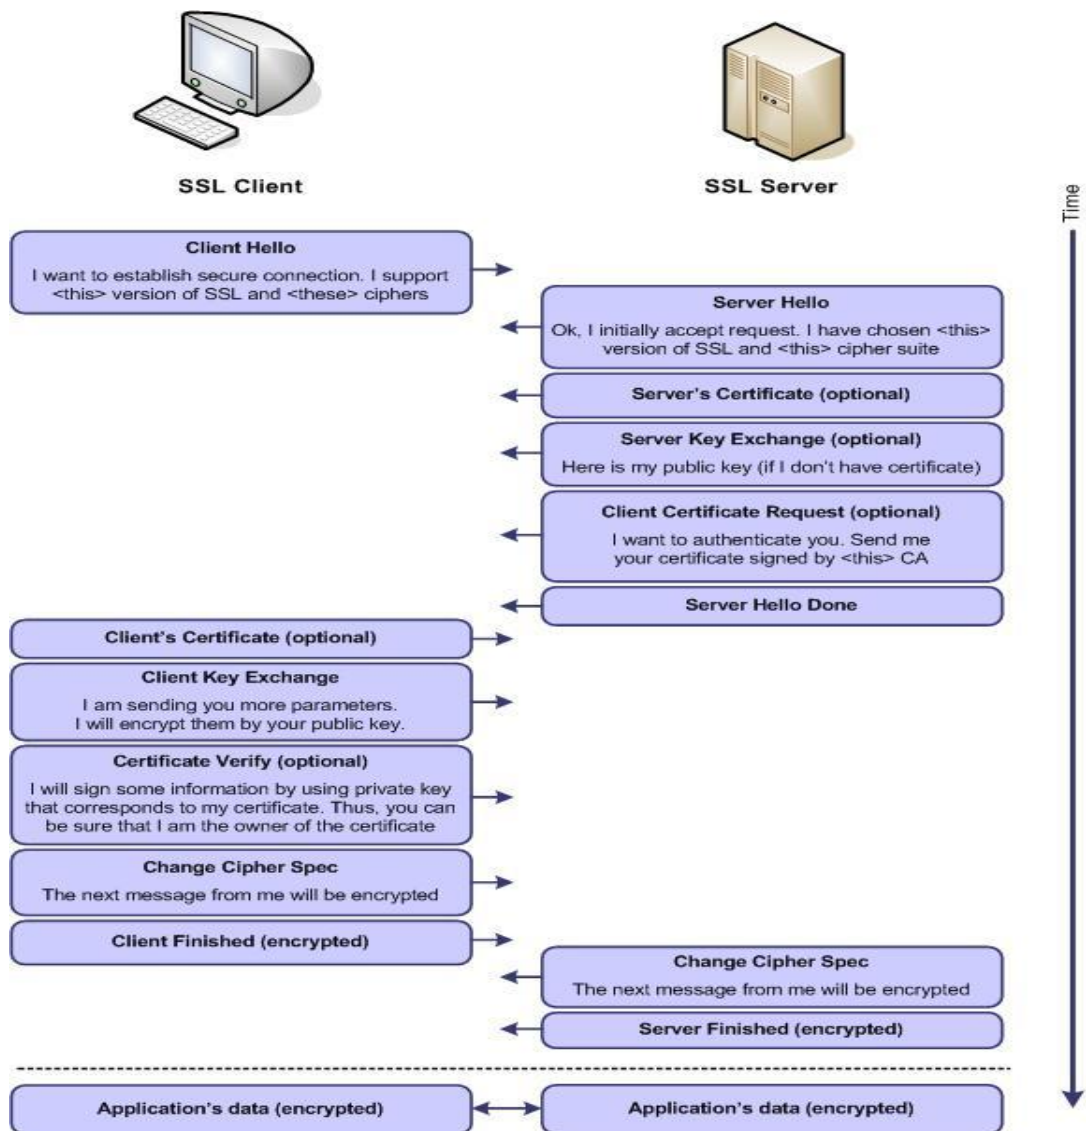 SSL Client
SSL Server
Time
Client Hello
I want to establish secure connection. I support
<this> version of SSL and <these> ciphers
Server Hello
Ok, I initially accept request. I have chosen <this>
version of SSL and <this> cipher suite
Server's Certificate (optional)
Server Key Exchange (optional)
Here is my public key (if I don't have certificate)
Client Certificate Request (optional)
I want to authenticate you. Send me
your certificate signed by <this> CA
Server Hello Done
Client's Certificate (optional)
Client Key Exchange
I am sending you more parameters.
I will encrypt them by your public key.
Certificate Verify (optional)
I will sign some information by using private key
that corresponds to my certificate. Thus, you can
be sure that I am the owner of the certificate
Change Cipher Spec
The next message from me will be encrypted
Client Finished (encrypted)
Change Cipher Spec
The next message from me will be encrypted
Server Finished (encrypted)
Application's data (encrypted)
Application's data (encrypted)